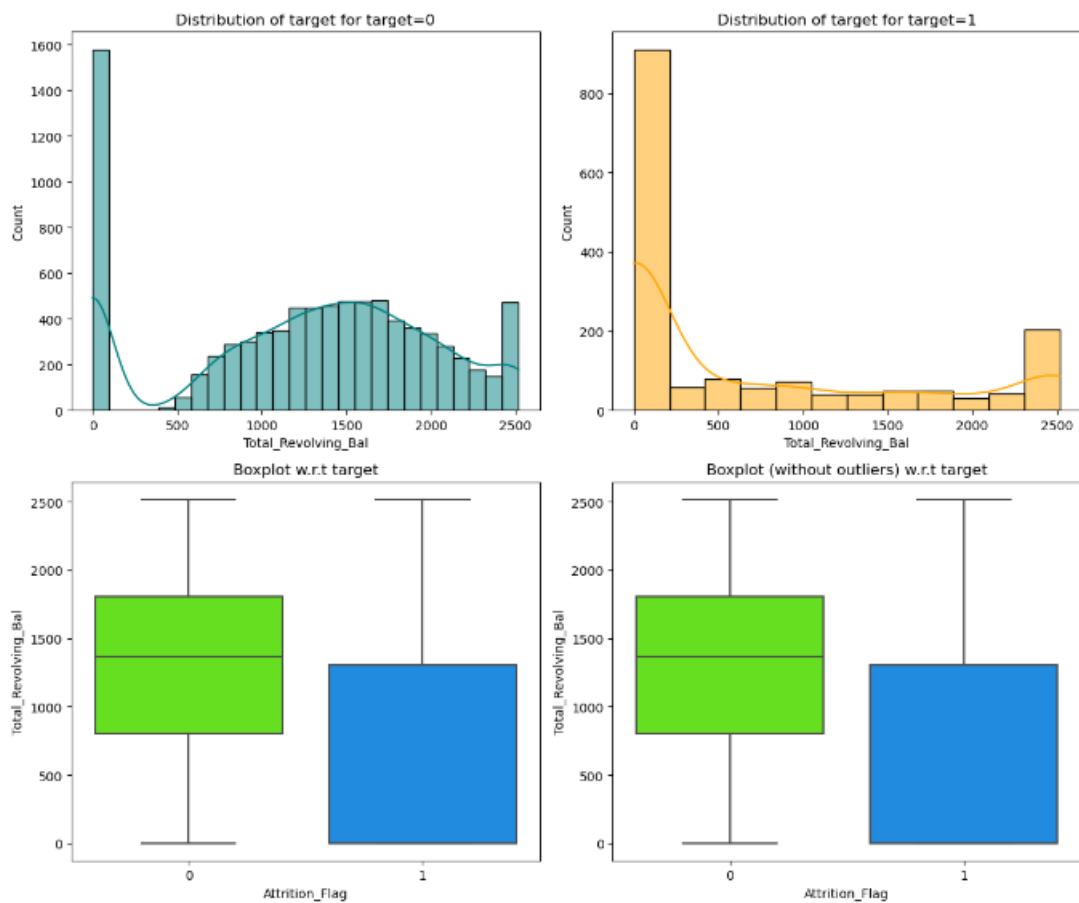 Distribution of target for target=0
1600
1400
1200
1000
800
600
400
200
0
Count
0 500 1000 1500 2000 2500
Total_Revolving_Bal
Distribution of target for target=1
800
600
400
200
0
Count
0 500 1000 1500 2000 2500
Total_Revolving_Bal
Boxplot w.r.t target
2500
2000
1500
1000
500
0
Total_Revolving_Bal
0 1
Attrition_Flag
Boxplot (without outliers) w.r.t target
2500
2000
1500
1000
500
0
Total_Revolving_Bal
0 1
Attrition_Flag